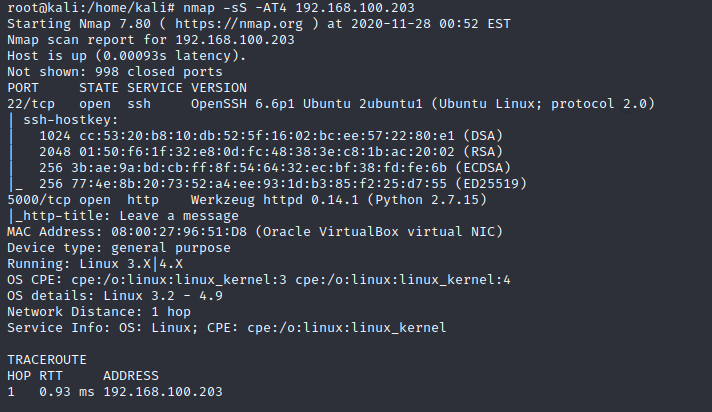 root@kali:/home/kali# nmap -sS -AT4 192.168.100.203
Starting Nmap 7.80 ( https://nmap.org ) at 2020-11-28 00:52 EST
Nmap scan report for 192.168.100.203
Host is up (0.00093s latency).
Not shown: 998 closed ports
PORT     STATE SERVICE VERSION
22/tcp   open  ssh     OpenSSH 6.6p1 Ubuntu 2ubuntu1 (Ubuntu Linux; protocol 2.0)
| ssh-hostkey:
|   1024 cc:53:20:b8:10:db:52:5f:16:02:bc:ee:57:22:80:e1 (DSA)
|   2048 01:50:f6:1f:32:e8:0d:fc:48:38:3e:c8:1b:ac:20:02 (RSA)
|   256 3b:ae:9a:bd:cb:ff:8f:54:64:32:ec:bf:38:fd:fe:6b (ECDSA)
|_  256 77:4e:8b:20:73:52:a4:ee:93:1d:b3:85:f2:25:d7:55 (ED25519)
5000/tcp open  http    Werkzeug httpd 0.14.1 (Python 2.7.15)
|_http-title: Leave a message
MAC Address: 08:00:27:96:51:D8 (Oracle VirtualBox virtual NIC)
Device type: general purpose
Running: Linux 3.X|4.X
OS CPE: cpe:/o:linux:linux_kernel:3 cpe:/o:linux:linux_kernel:4
OS details: Linux 3.2 - 4.9
Network Distance: 1 hop
Service Info: OS: Linux; CPE: cpe:/o:linux:linux_kernel
TRACEROUTE
HOP RTT     ADDRESS
1   0.93 ms 192.168.100.203